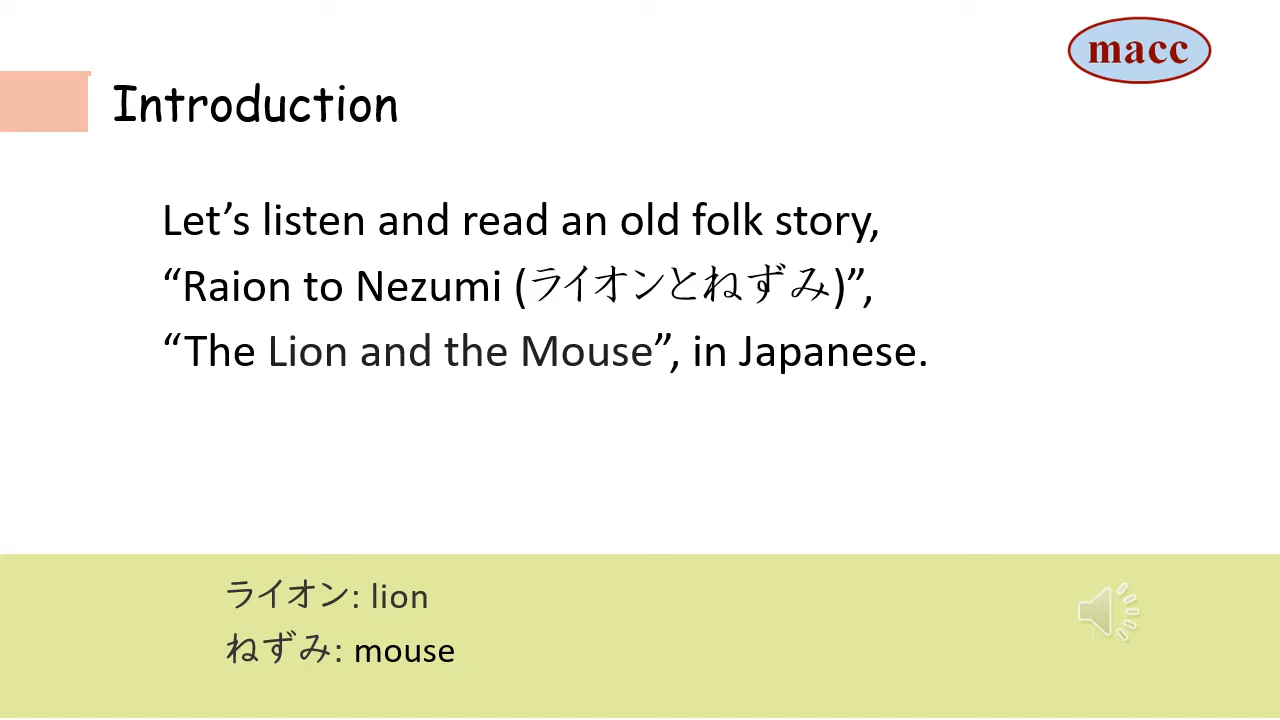 macc
Introduction
Let’s listen and read an old folk story,
“Raion to Nezumi (ライオンとねずみ)”,
“The Lion and the Mouse”, in Japanese.
ライオン: lion
ねずみ: mouse